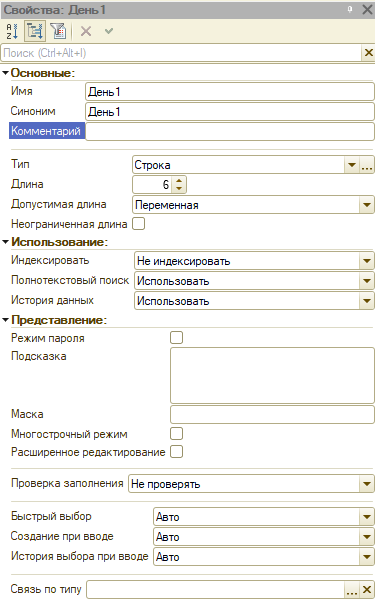 Свойства: День1
Поиск (Ctrl+Alt+I)
Основные:
Имя День1
Синоним День1
Комментарий
Тип Строка
Длина 6
Допустимая длина Переменная
Неограниченная длина
Использование:
Индексировать Не индексировать
Полнотекстовый поиск Использовать
История данных Использовать
Представление:
Режим пароля
Подсказка
Маска
Многострочный режим
Расширенное редактирование
Проверка заполнения Не проверять
Быстрый выбор Авто
Создание при вводе Авто
История выбора при вводе Авто
Связь по типу